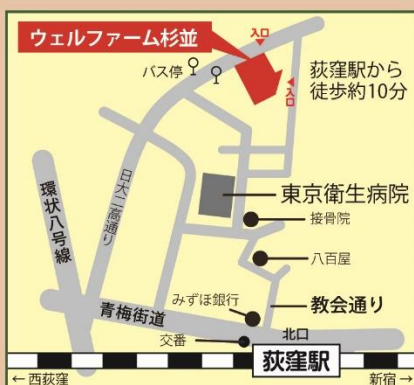 ウェルファーム杉並
入口
バス停
入口
荻窪駅から
徒歩約10分
日大二高通り
環状八号線
東京衛生病院
接骨院
八百屋
みずほ銀行
教会通り
青梅街道
北口
交番
荻窪駅
← 西荻窪
新宿 →